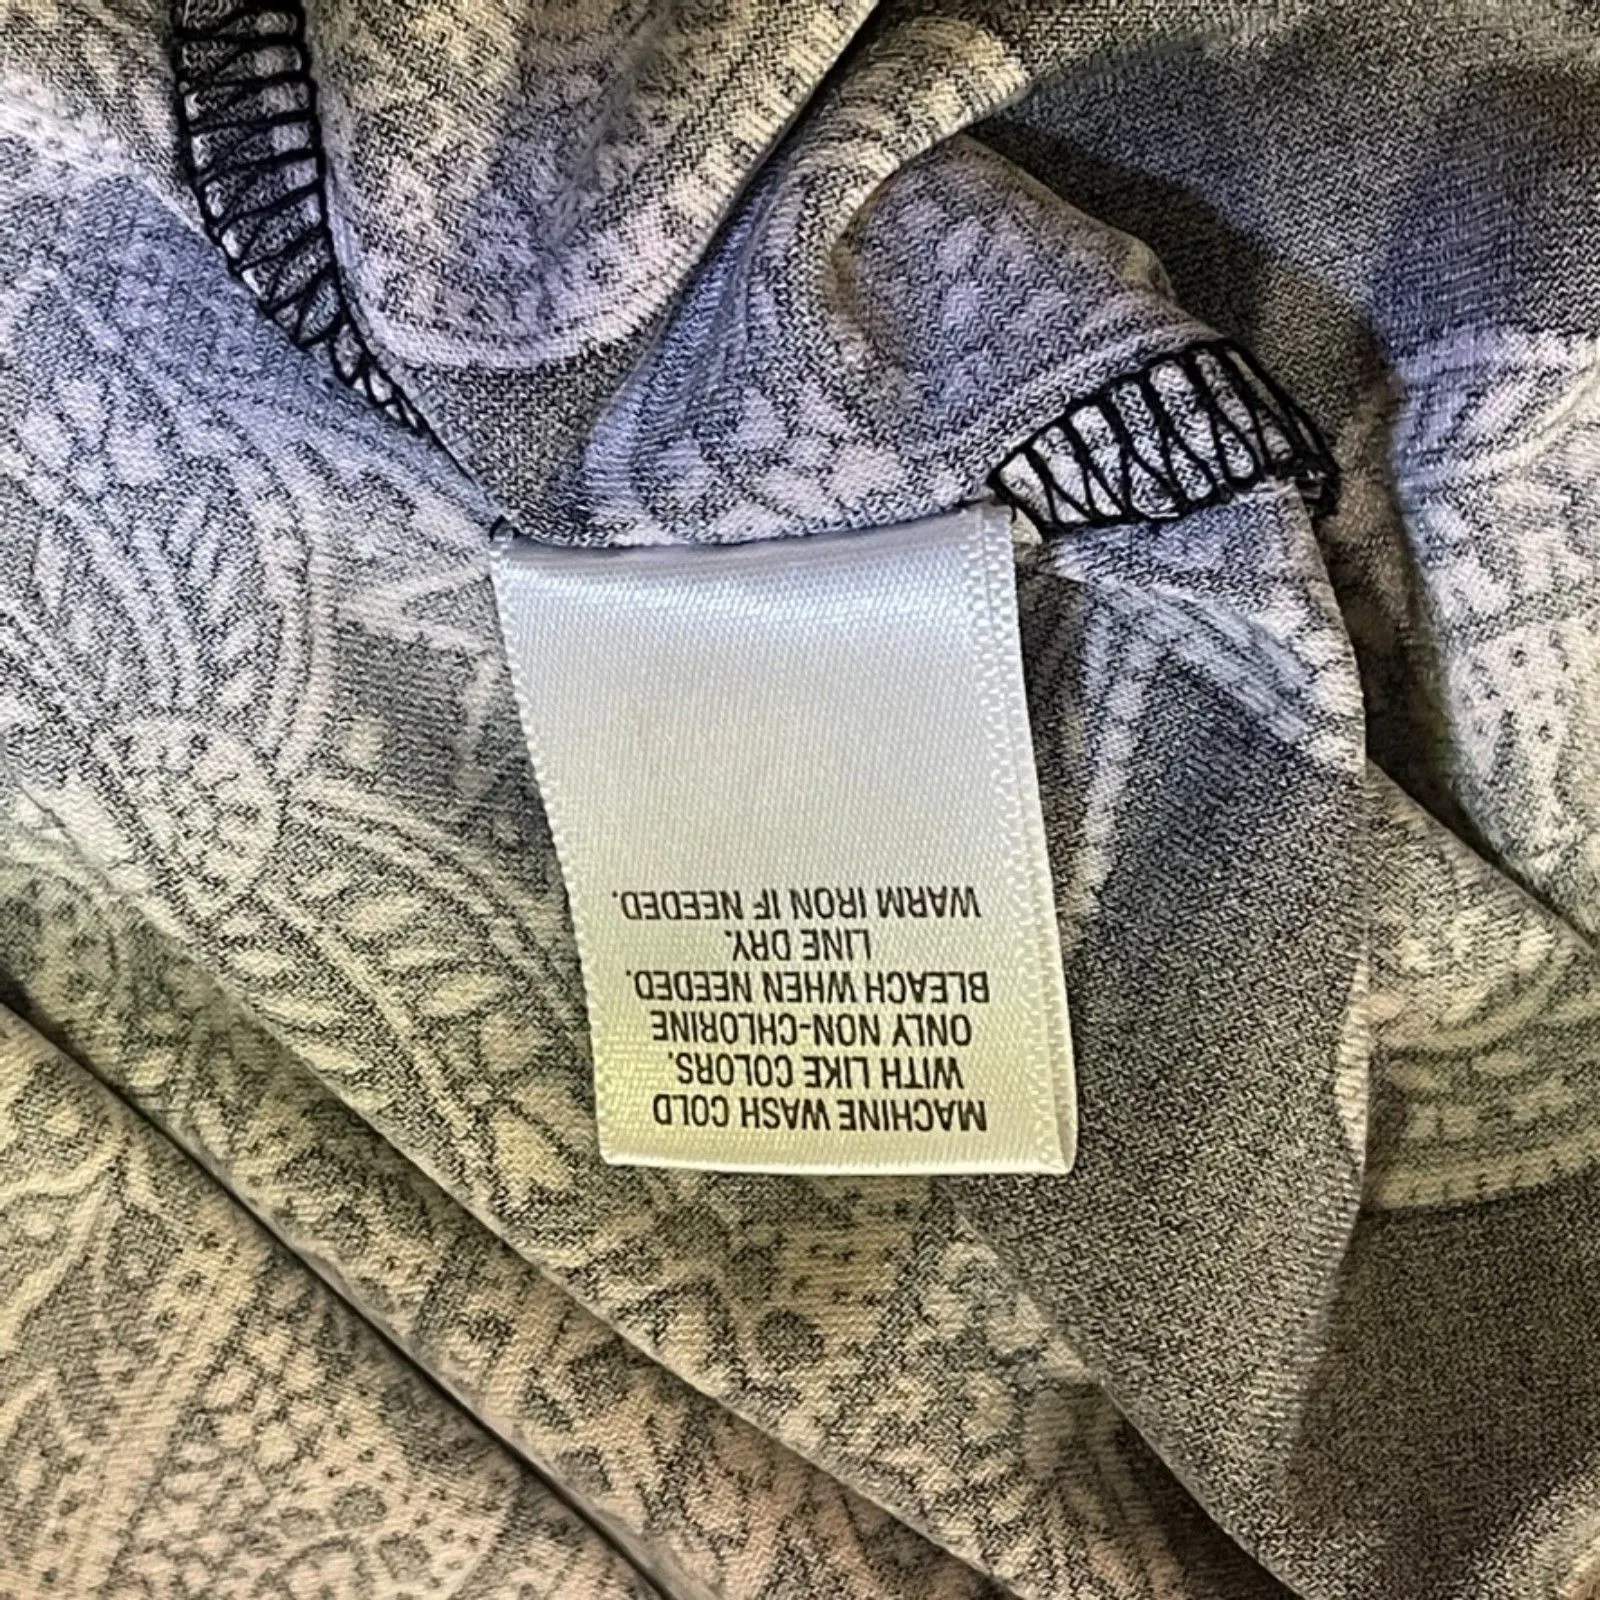 MACHINE WASH COLD
WITH LIKE COLORS.
ONLY NON-CHLORINE
BLEACH WHEN NEEDED.
LINE DRY.
WARM IRON IF NEEDED.